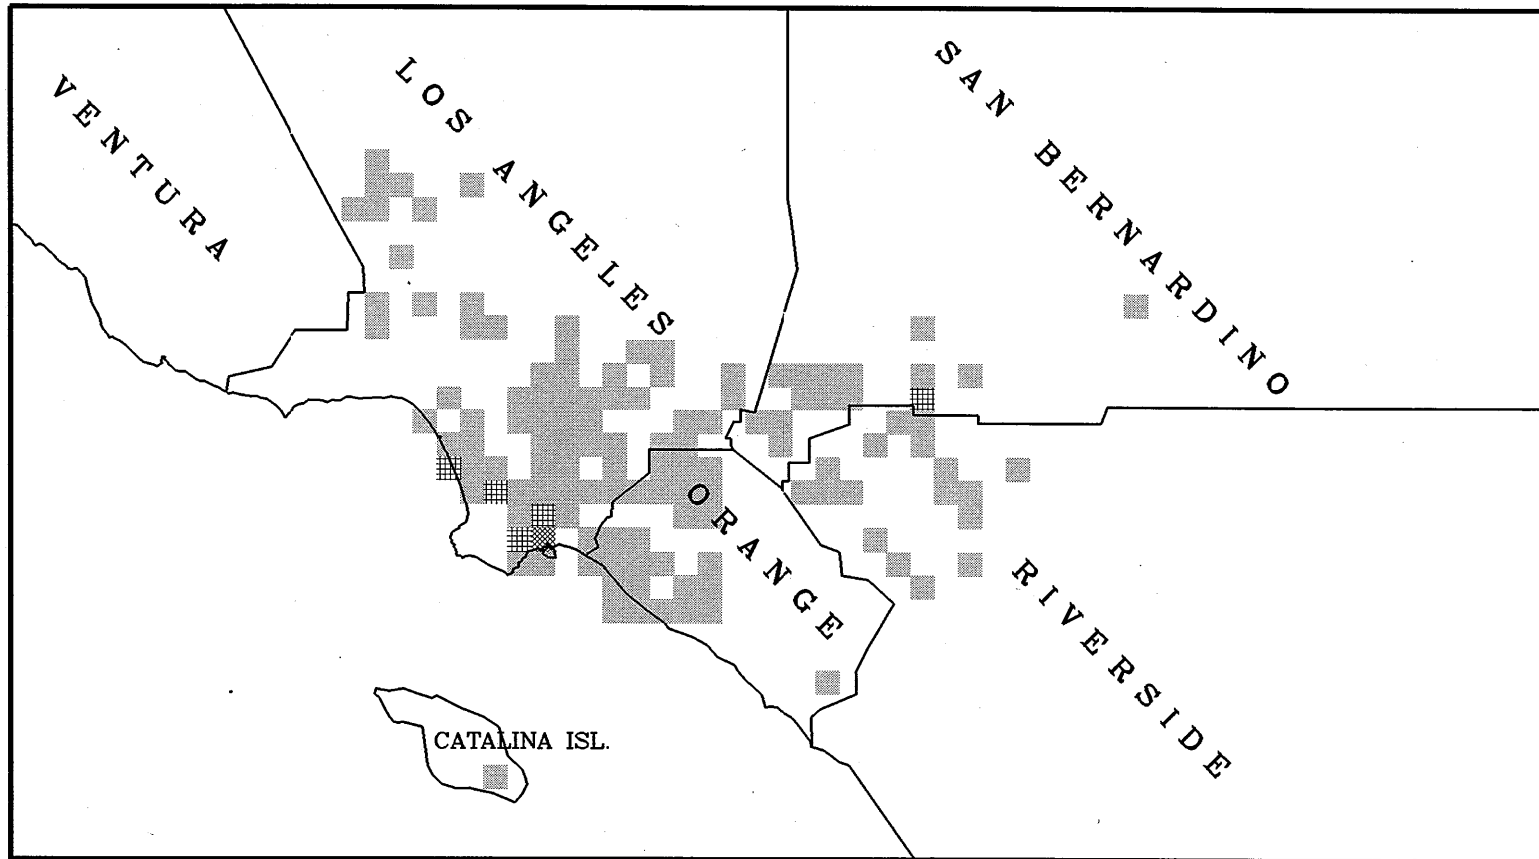 VENTURA
LOS ANGELES
SAN BERNARDINO
ORANGE
RIVERSIDE
CATALINA ISL.